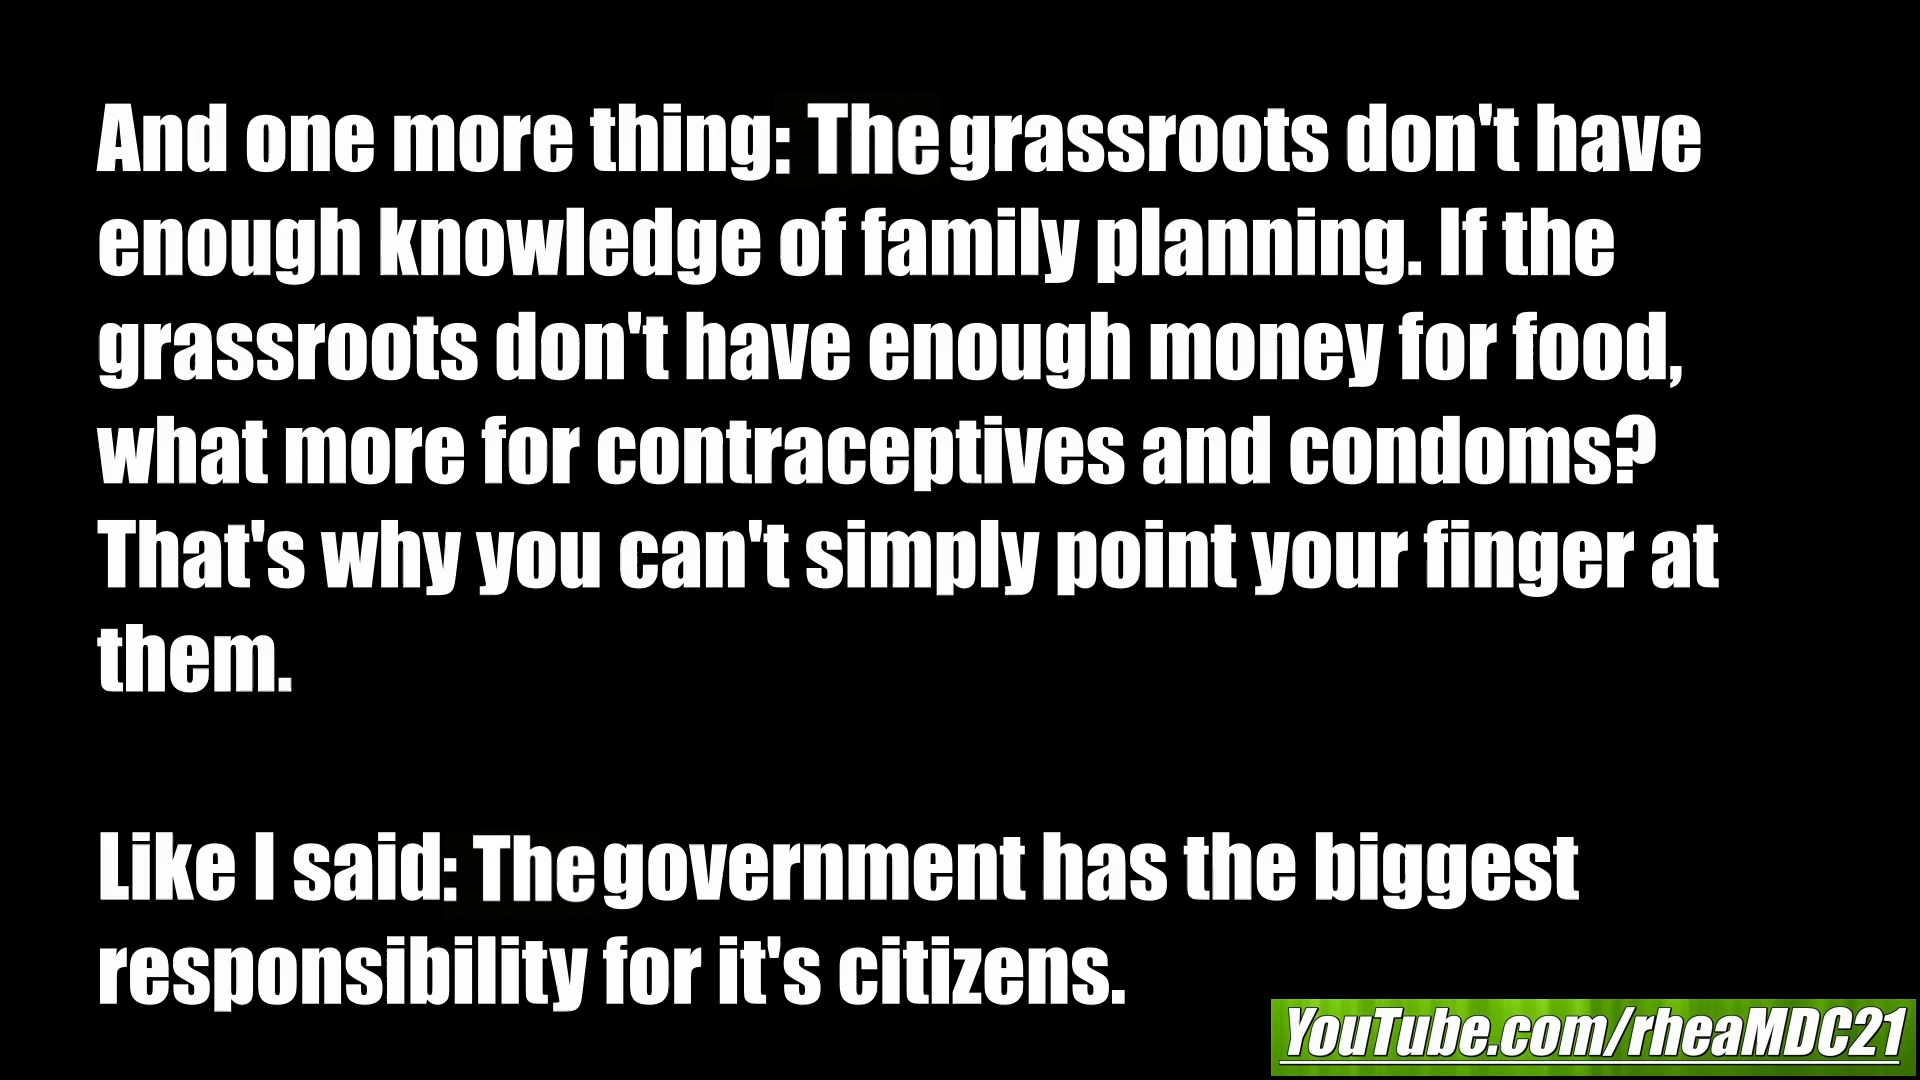 And one more thing: The grassroots don't have
enough knowledge of family planning. If the
grassroots don't have enough money for food,
what more for contraceptives and condoms?
That's why you can't simply point your finger at
them.
Like I said: The government has the biggest
responsibility for it's citizens.
YouTube.com/rheaMDC21